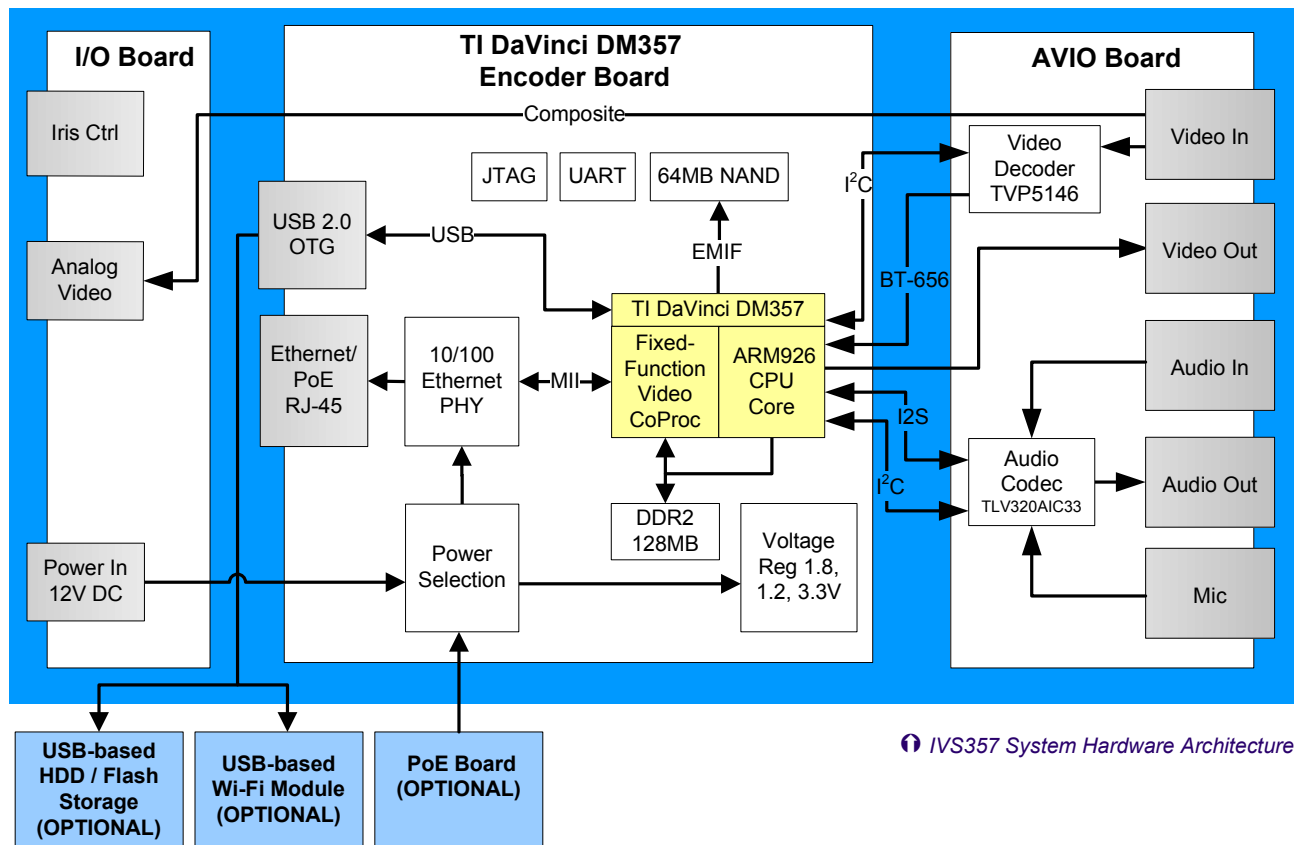 I/O Board
Iris Ctrl
Analog
Video
Power In
12V DC
TI DaVinci DM357
Encoder Board
Composite
JTAG
UART
64MB NAND
USB 2.0
OTG
USB
EMIF
Ethernet/
PoE
RJ-45
10/100
Ethernet
PHY
MII
TI DaVinci DM357
Fixed-
Function
Video
CoProc
ARM926
CPU
Core
DDR2
128MB
Power
Selection
Voltage
Reg 1.8,
1.2, 3.3V
I²C
BT-656
I2S
I²C
AVIO Board
Video
Decoder
TVP5146
Video In
Video Out
Audio In
Audio
Codec
TLV320AIC33
Audio Out
Mic
USB-based
HDD / Flash
Storage
(OPTIONAL)
USB-based
Wi-Fi Module
(OPTIONAL)
PoE Board
(OPTIONAL)
IVS357 System Hardware Architecture